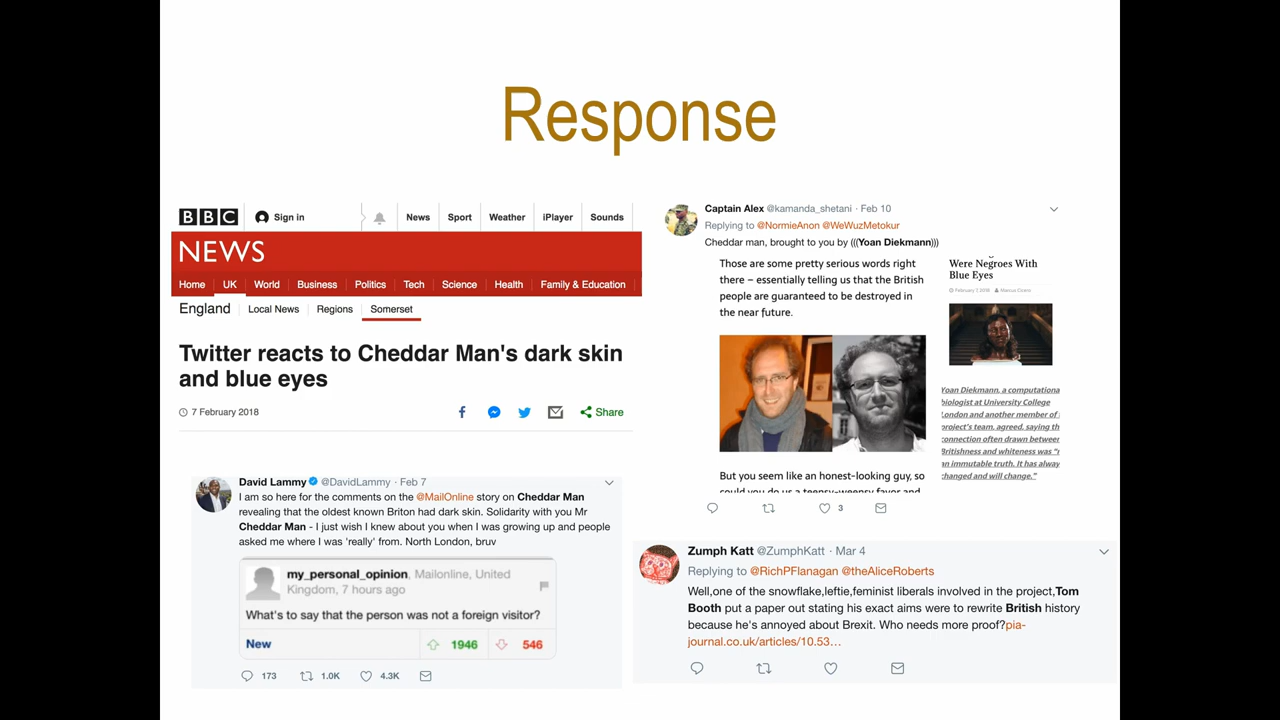 Response
BBC Sign in News Sport Weather iPlayer Sounds
NEWS
Home UK World Business Politics Tech Science Health Family & Education
England Local News Regions Somerset
Twitter reacts to Cheddar Man's dark skin
and blue eyes
7 February 2018 Share
David Lammy @DavidLammy · Feb 7
I am so here for the comments on the @MailOnline story on Cheddar Man
revealing that the oldest known Briton had dark skin. Solidarity with you Mr
Cheddar Man - I just wish I knew about you when I was growing up and people
asked me where I was 'really' from. North London, bruv
my_personal_opinion, Mailonline, United
Kingdom, 7 hours ago
What's to say that the person was not a foreign visitor?
New 1946 546
173 1.0K 4.3K
Captain Alex @kamanda_shetani · Feb 10
Replying to @NormieAnon @WeWuzMetokur
Cheddar man, brought to you by (((Yoan Diekmann)))
Those are some pretty serious words right
there – essentially telling us that the British
people are guaranteed to be destroyed in
the near future.
But you seem like an honest-looking guy, so
could you do us a teensy-weensy favor and
Were Negroes With
Blue Eyes
February 7, 2018 Marcus Cicero
Yoan Diekmann, a computationa
biologist at University College
London and another member of
project's team, agreed, saying th
connection often drawn between
Britishness and whiteness was "n
an immutable truth. It has alway
changed and will change."
3
Zumph Katt @ZumphKatt · Mar 4
Replying to @RichPFlanagan @theAliceRoberts
Well,one of the snowflake,leftie,feminist liberals involved in the project,Tom
Booth put a paper out stating his exact aims were to rewrite British history
because he's annoyed about Brexit. Who needs more proof?pia-
journal.co.uk/articles/10.53…